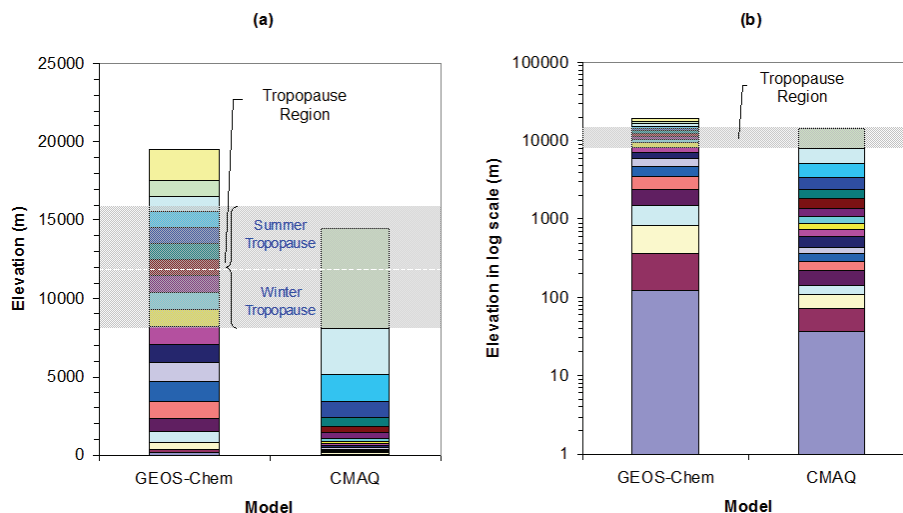 (a)
25000
20000
15000
10000
5000
0
Elevation (m)
Tropopause
Region
Summer
Tropopause
Winter
Tropopause
GEOS-Chem
CMAQ
Model
(b)
100000
10000
1000
100
10
1
Elevation in log scale (m)
Tropopause
Region
GEOS-Chem
CMAQ
Model